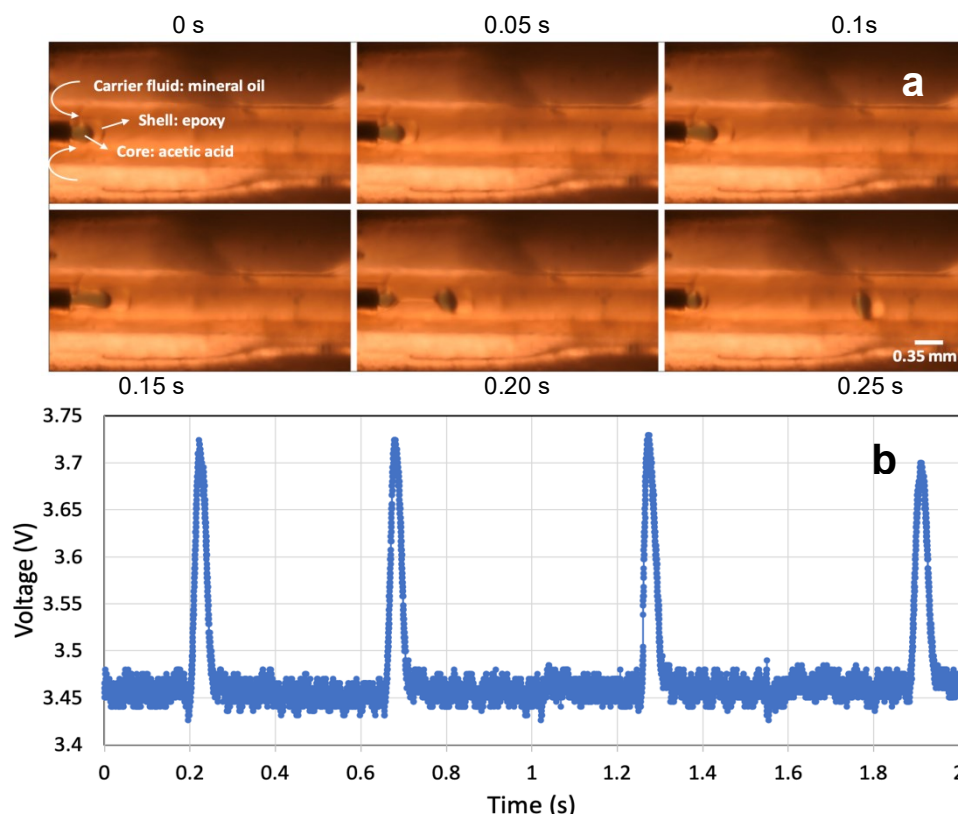 0 s 0.05 s 0.1s
a
Carrier fluid: mineral oil
Shell: epoxy
Core: acetic acid
0.35 mm
0.15 s 0.20 s 0.25 s
b
3.75
3.7
3.65
3.6
3.55
3.5
3.45
3.4
Voltage (V)
0 0.2 0.4 0.6 0.8 1 1.2 1.4 1.6 1.8 2
Time (s)